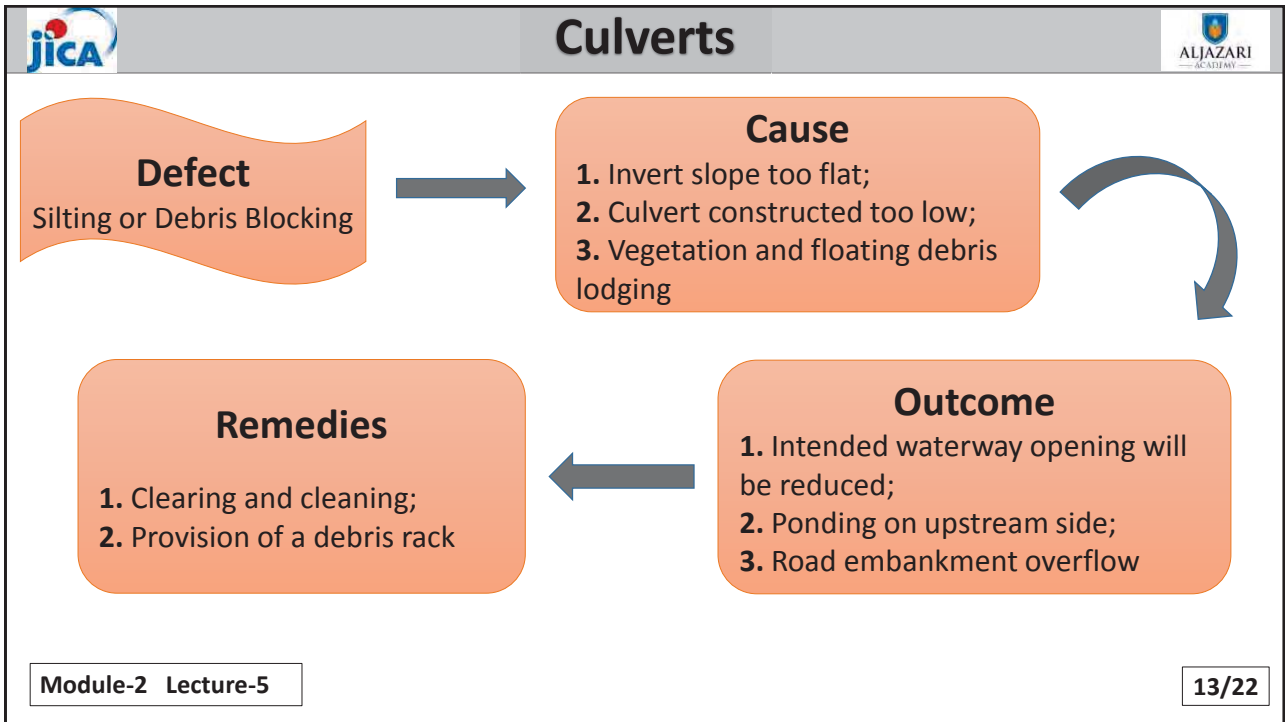 jICA
Culverts
ALJAZARI
ACADEMY
Defect
Silting or Debris Blocking
Cause
1. Invert slope too flat;
2. Culvert constructed too low;
3. Vegetation and floating debris
lodging
Outcome
1. Intended waterway opening will
be reduced;
2. Ponding on upstream side;
3. Road embankment overflow
Remedies
1. Clearing and cleaning;
2. Provision of a debris rack
Module-2 Lecture-5
13/22